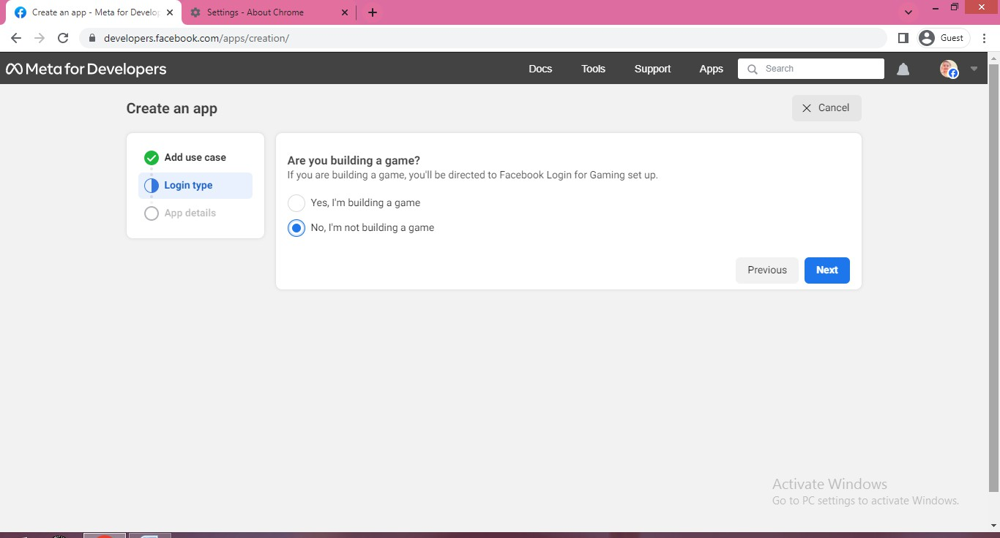 Create an app - Meta for Develop
Settings - About Chrome
developers.facebook.com/apps/creation/
Guest
Meta for Developers
Docs
Tools
Support
Apps
Search
Create an app
Cancel
Add use case
Login type
App details
Are you building a game?
If you are building a game, you'll be directed to Facebook Login for Gaming set up.
Yes, I'm building a game
No, I'm not building a game
Previous
Next
Activate Windows
Go to PC settings to activate Windows.